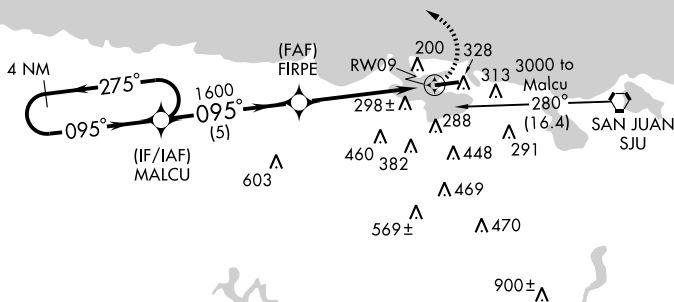 (FAF)
FIRPE
200
RW09
328
4 NM
275°
1600
313
3000 to
Malcu
095°
095°
(5)
298±
280°
(16.4)
288
SAN JUAN
SJU
(IF/IAF)
MALCU
460
382
448
291
603
469
569±
470
900±